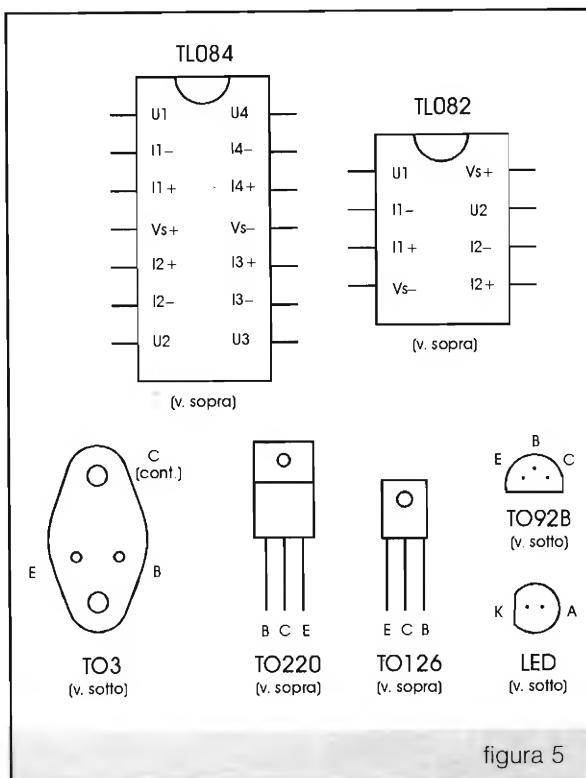 TL084
U1 U4
I1− I4−
I1+ I4+
Vs+ Vs−
I2+ I3+
I2− I3−
U2 U3
(v. sopra)
TL082
U1 Vs+
I1− U2
I1+ I2−
Vs− I2+
(v. sopra)
C
(cont.)
E B
TO3
(v. sotto)
B C E
TO220
(v. sopra)
E C B
TO126
(v. sopra)
B
E C
TO92B
(v. sotto)
K A
LED
(v. sotto)
figura 5